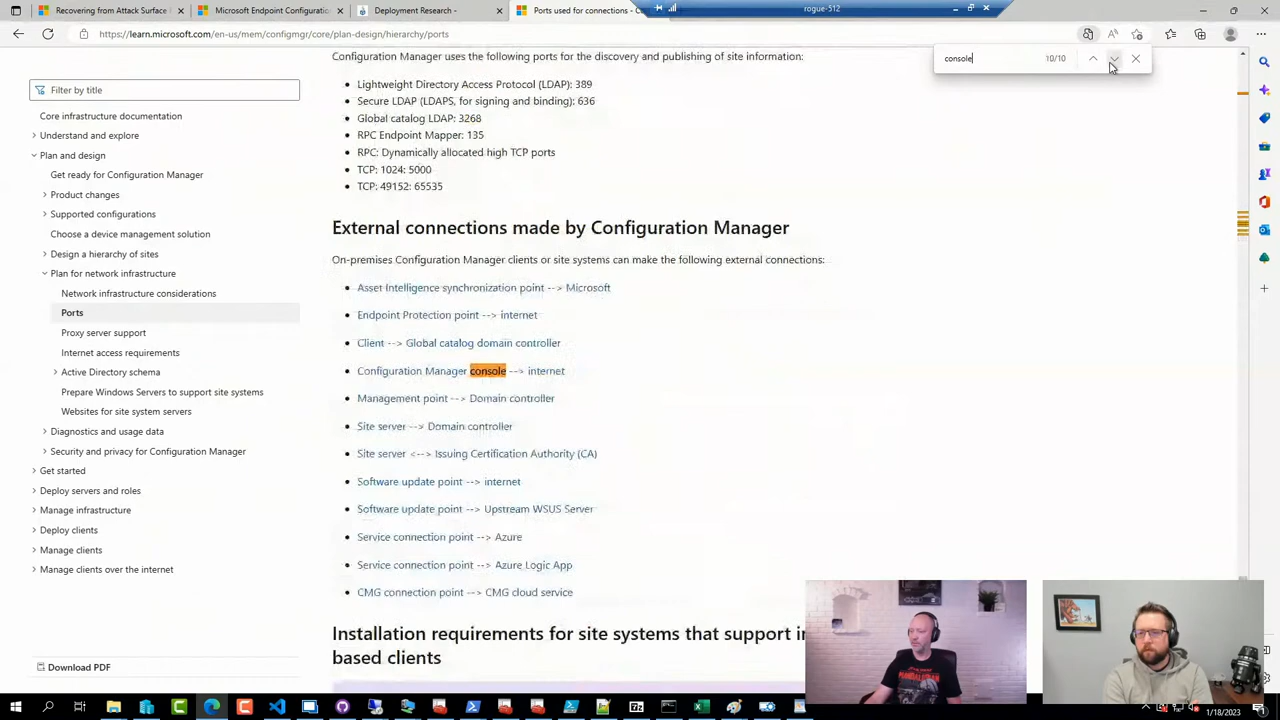 Recovering from Attack Surface
Microsoft Endpoint Configuratio
Deployment Research -
Ports used for connections - C
rogue-512
https://learn.microsoft.com/en-us/mem/configmgr/core/plan-design/hierarchy/ports
console
10/10
Filter by title
Core infrastructure documentation
Understand and explore
Plan and design
Get ready for Configuration Manager
Product changes
Supported configurations
Choose a device management solution
Design a hierarchy of sites
Plan for network infrastructure
Network infrastructure considerations
Ports
Proxy server support
Internet access requirements
Active Directory schema
Prepare Windows Servers to support site systems
Websites for site system servers
Diagnostics and usage data
Security and privacy for Configuration Manager
Get started
Deploy servers and roles
Manage infrastructure
Deploy clients
Manage clients
Manage clients over the internet
Download PDF
Configuration Manager uses the following ports for the discovery and publishing of site information:
Lightweight Directory Access Protocol (LDAP): 389
Secure LDAP (LDAPS, for signing and binding): 636
Global catalog LDAP: 3268
RPC Endpoint Mapper: 135
RPC: Dynamically allocated high TCP ports
TCP: 1024: 5000
TCP: 49152: 65535
External connections made by Configuration Manager
On-premises Configuration Manager clients or site systems can make the following external connections:
Asset Intelligence synchronization point --> Microsoft
Endpoint Protection point --> internet
Client --> Global catalog domain controller
Configuration Manager console --> internet
Management point --> Domain controller
Site server --> Domain controller
Site server <--> Issuing Certification Authority (CA)
Software update point --> internet
Software update point --> Upstream WSUS Server
Service connection point --> Azure
Service connection point --> Azure Logic App
CMG connection point --> CMG cloud service
Installation requirements for site systems that support in
based clients
1/18/2023